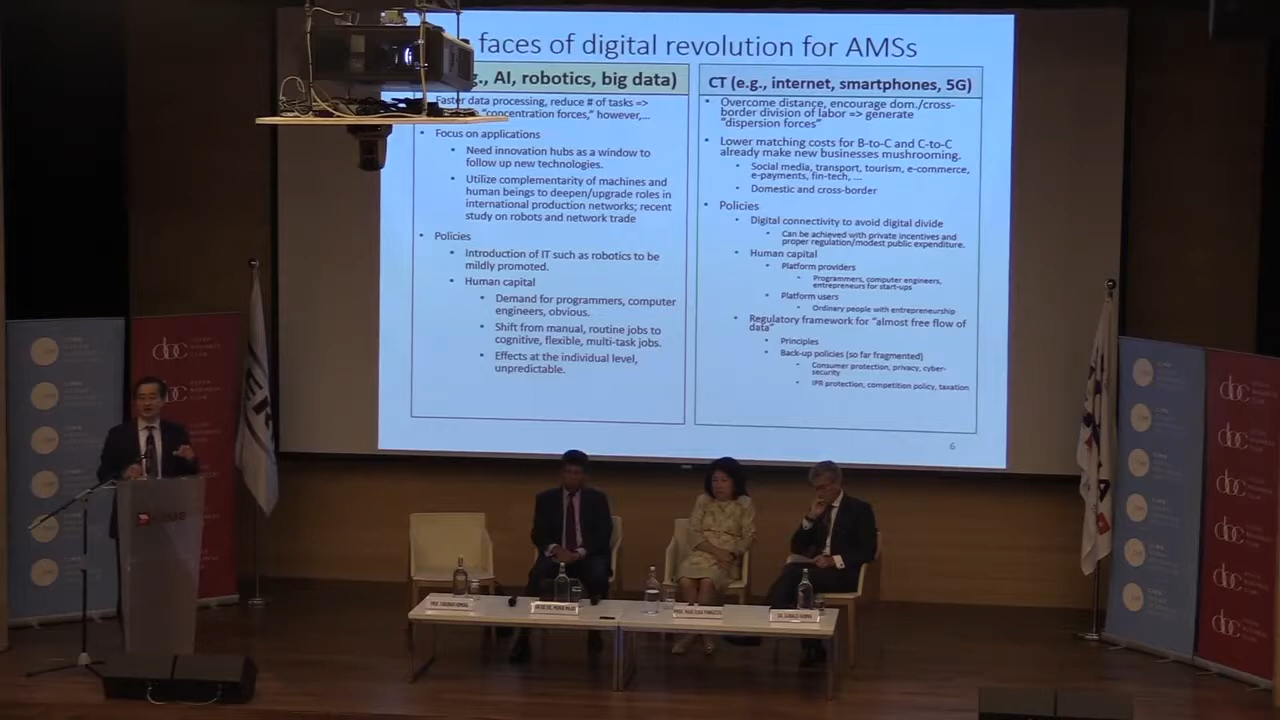 faces of digital revolution for AMSs
AI, robotics, big data)
Faster data processing, reduce # of tasks =>
"concentration forces," however,...
• Focus on applications
• Need innovation hubs as a window to
follow up new technologies.
• Utilize complementarity of machines and
human beings to deepen/upgrade roles in
international production networks; recent
study on robots and network trade
• Policies
• Introduction of IT such as robotics to be
mildly promoted.
• Human capital
• Demand for programmers, computer
engineers, obvious.
• Shift from manual, routine jobs to
cognitive, flexible, multi-task jobs.
• Effects at the individual level,
unpredictable.
CT (e.g., internet, smartphones, 5G)
• Overcome distance, encourage dom./cross-
border division of labor => generate
"dispersion forces"
• Lower matching costs for B-to-C and C-to-C
already make new businesses mushrooming.
• Social media, transport, tourism, e-commerce,
e-payments, fin-tech, ...
• Domestic and cross-border
• Policies
• Digital connectivity to avoid digital divide
• Can be achieved with private incentives and
proper regulation/modest public expenditure.
• Human capital
• Platform providers
• Programmers, computer engineers,
entrepreneurs for start-ups
• Platform users
• Ordinary people with entrepreneurship
• Regulatory framework for "almost free flow of
data"
• Principles
• Back-up policies (so far fragmented)
• Consumer protection, privacy, cyber-
security
• IPR protection, competition policy, taxation
6